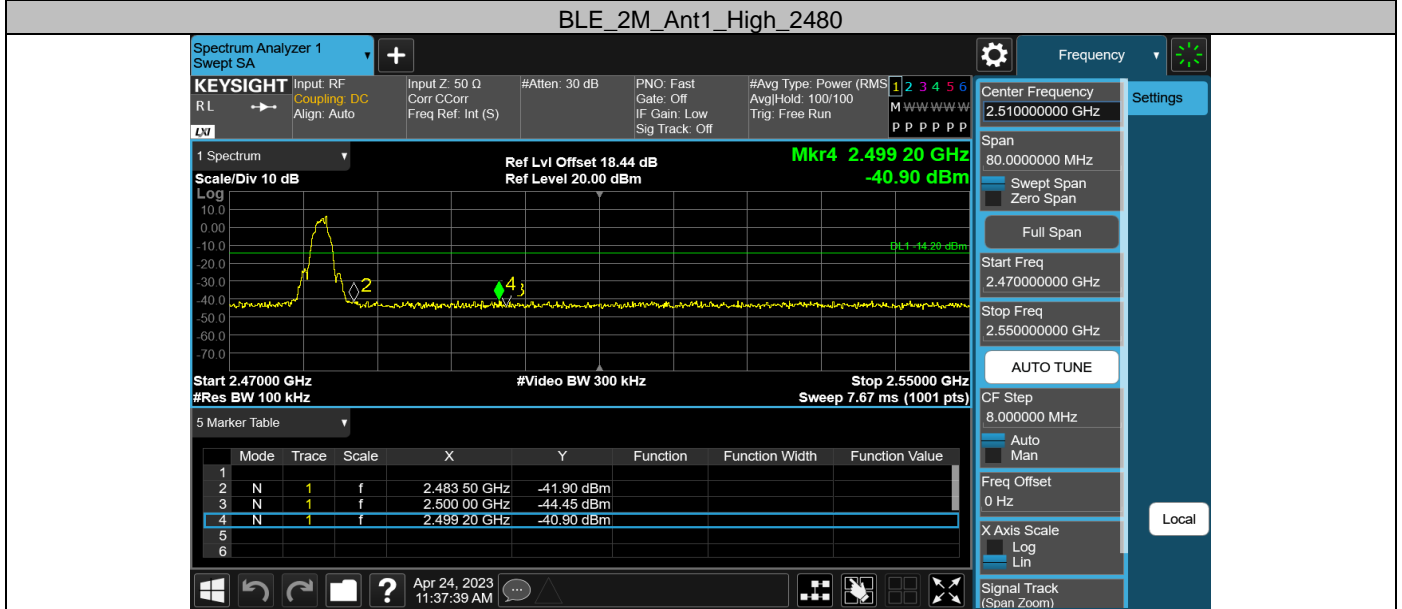 BLE_2M_Ant1_High_2480
Spectrum Analyzer 1
Swept SA
Frequency
KEYSIGHT
RL
LXI
Input: RF
Coupling: DC
Align: Auto
Input Z: 50 Ω
Corr CCorr
Freq Ref: Int (S)
#Atten: 30 dB
PNO: Fast
Gate: Off
IF Gain: Low
Sig Track: Off
#Avg Type: Power (RMS
Avg|Hold: 100/100
Trig: Free Run
1 2 3 4 5 6
M W W W W W
P P P P P P
Center Frequency
2.510000000 GHz
Settings
1 Spectrum
Scale/Div 10 dB
Ref Lvl Offset 18.44 dB
Ref Level 20.00 dBm
Mkr4 2.499 20 GHz
-40.90 dBm
Log
10.0
0.00
-10.0
-20.0
-30.0
-40.0
-50.0
-60.0
-70.0
DL1 -14.20 dBm
2
4
3
Start 2.47000 GHz
#Res BW 100 kHz
#Video BW 300 kHz
Stop 2.55000 GHz
Sweep 7.67 ms (1001 pts)
Span
80.0000000 MHz
Swept Span
Zero Span
Full Span
Start Freq
2.470000000 GHz
Stop Freq
2.550000000 GHz
AUTO TUNE
CF Step
8.000000 MHz
Auto
Man
Freq Offset
0 Hz
X Axis Scale
Log
Lin
Signal Track
(Span Zoom)
Local
5 Marker Table
Mode Trace Scale X Y Function Function Width Function Value
1
2 N 1 f 2.483 50 GHz -41.90 dBm
3 N 1 f 2.500 00 GHz -44.45 dBm
4 N 1 f 2.499 20 GHz -40.90 dBm
5
6
?
Apr 24, 2023
11:37:39 AM